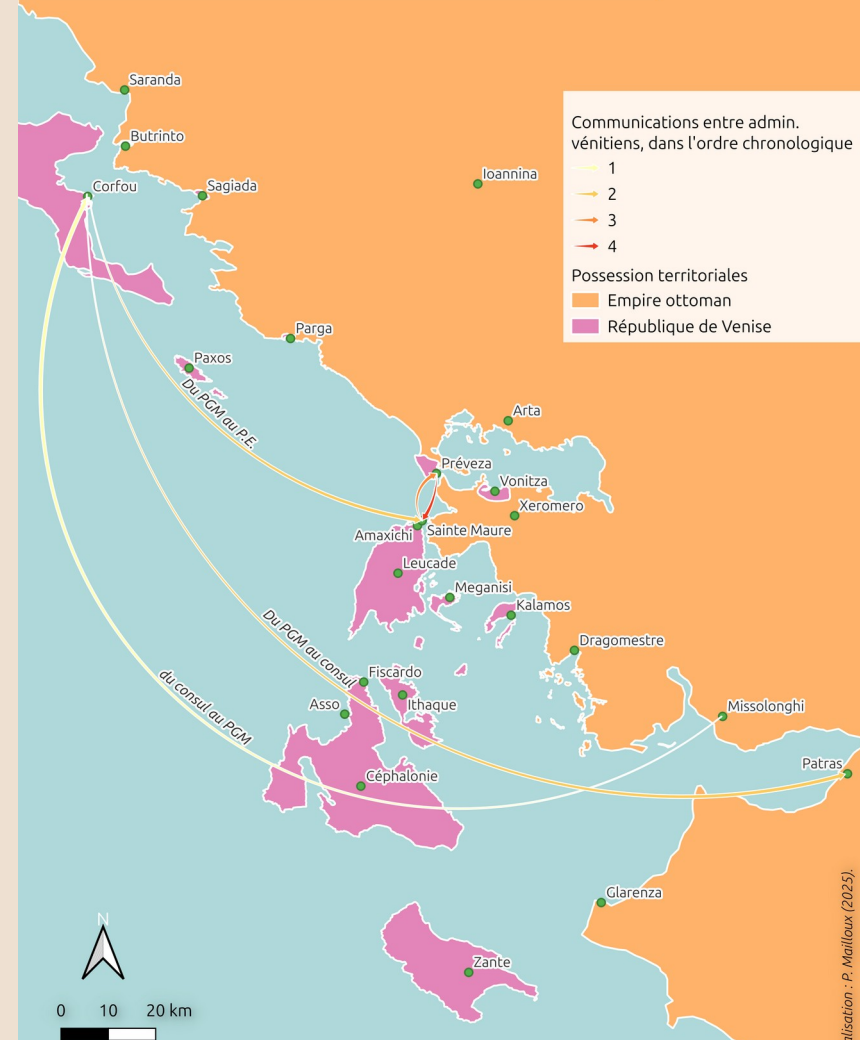 Saranda
Butrinto
Corfou
Sagiada
Ioannina
Communications entre admin.
vénitiens, dans l'ordre chronologique
1
2
3
4
Possession territoriales
Empire ottoman
République de Venise
Parga
Paxos
Du PGM au P.E.
Arta
Préveza
Vonitza
Xeromero
Amaxichi
Sainte Maure
Leucade
Meganisi
Kalamos
Du PGM au consul
Dragomestre
Fiscardo
Asso
Ithaque
du consul au PGM
Missolonghi
Patras
Céphalonie
Glarenza
Zante
N
0 10 20 km
alisation : P. Mailloux (2025).